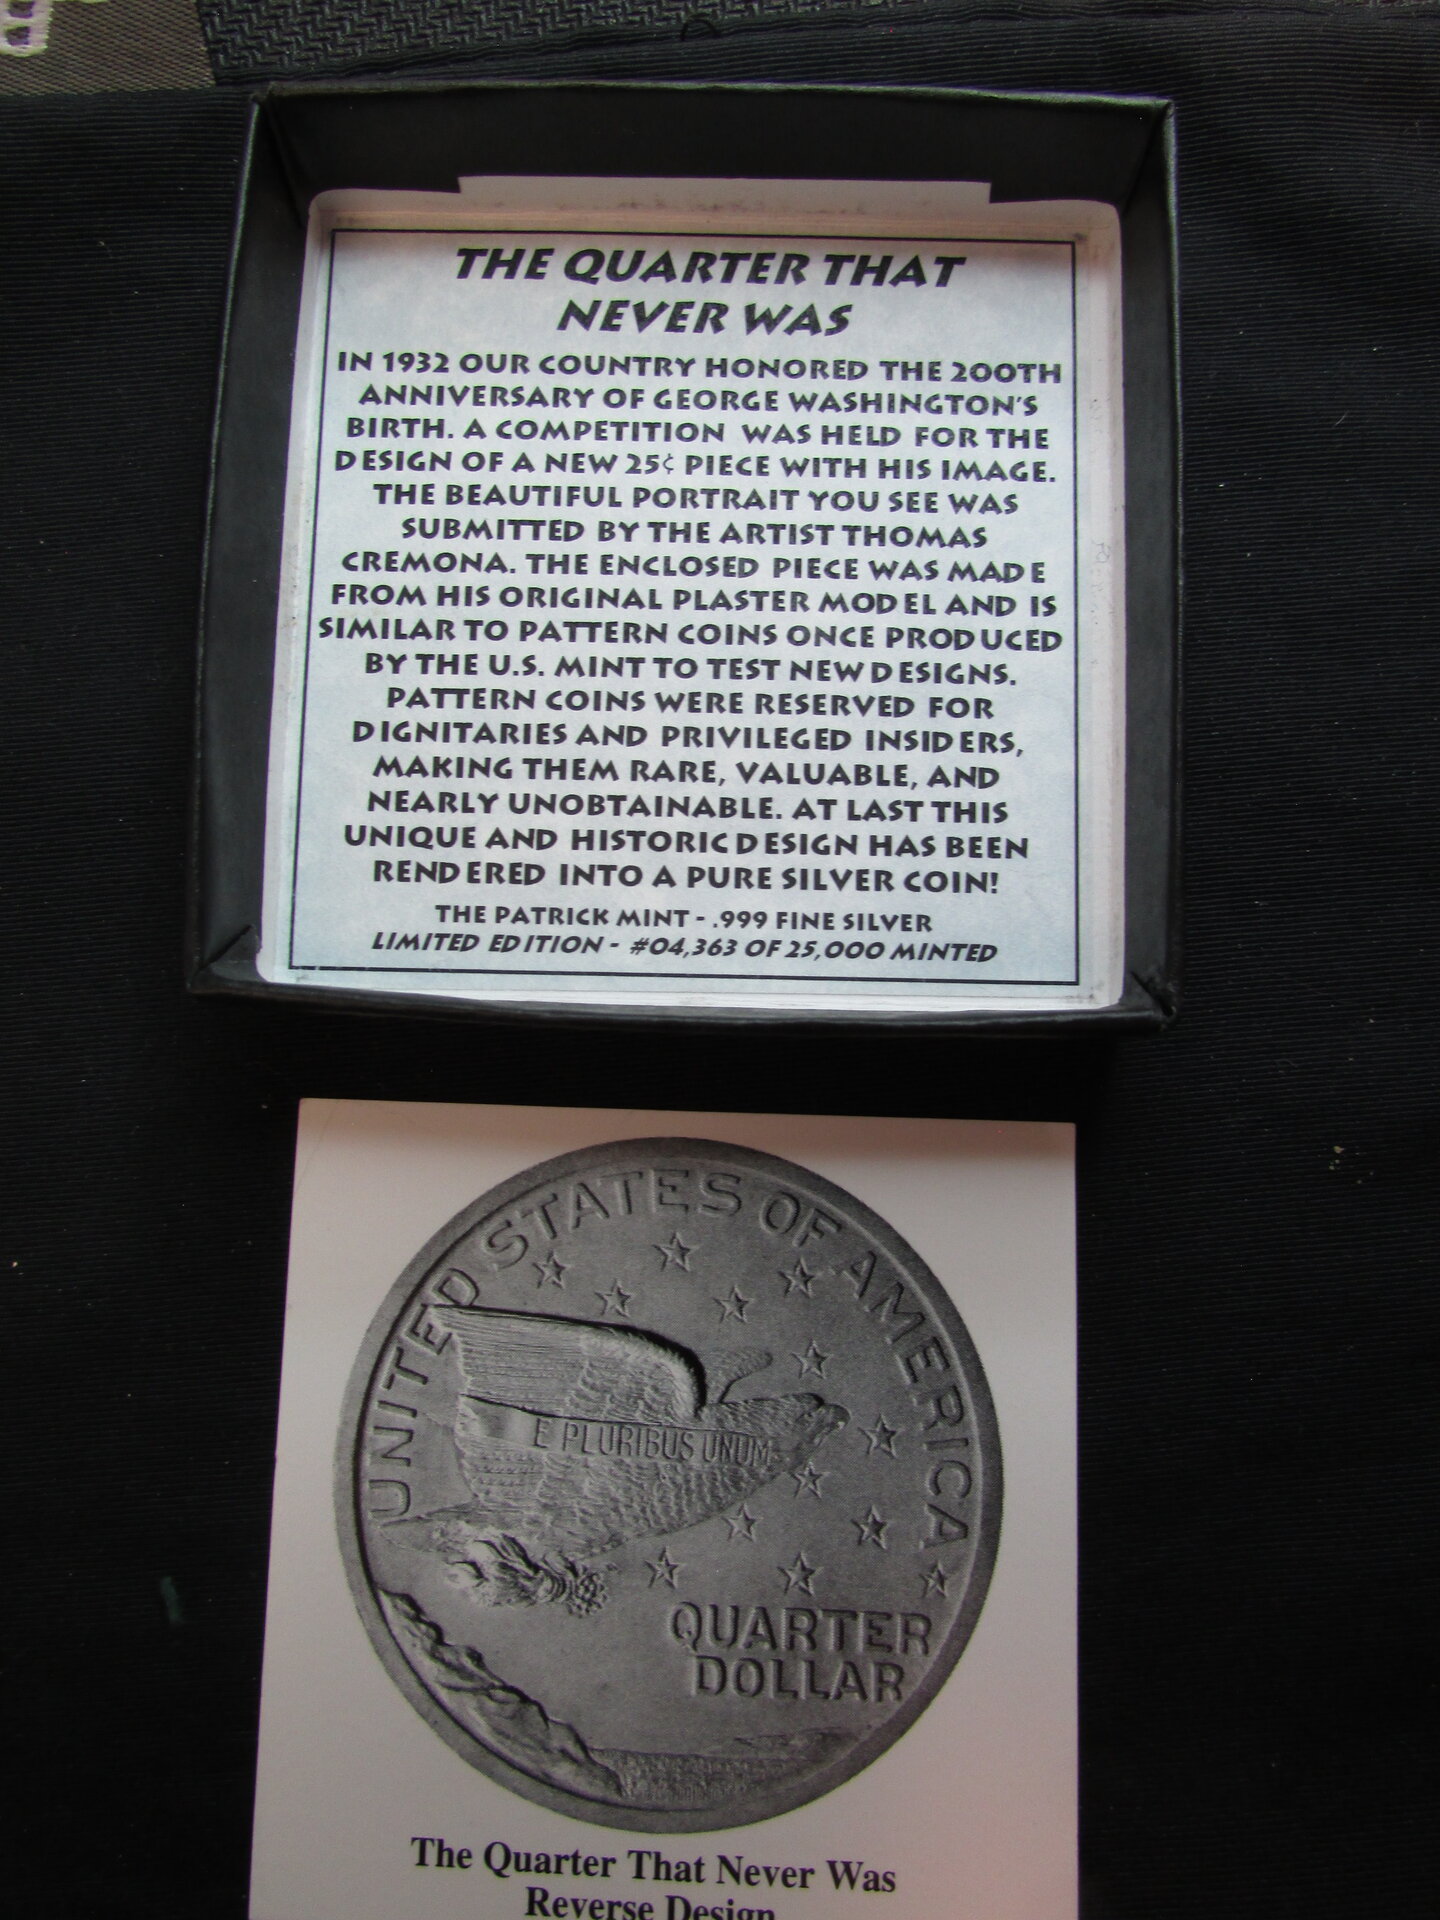 THE QUARTER THAT
NEVER WAS
IN 1932 OUR COUNTRY HONORED THE 200TH
ANNIVERSARY OF GEORGE WASHINGTON'S
BIRTH. A COMPETITION WAS HELD FOR THE
DESIGN OF A NEW 25¢ PIECE WITH HIS IMAGE.
THE BEAUTIFUL PORTRAIT YOU SEE WAS
SUBMITTED BY THE ARTIST THOMAS
CREMONA. THE ENCLOSED PIECE WAS MADE
FROM HIS ORIGINAL PLASTER MODEL AND IS
SIMILAR TO PATTERN COINS ONCE PRODUCED
BY THE U.S. MINT TO TEST NEW DESIGNS.
PATTERN COINS WERE RESERVED FOR
DIGNITARIES AND PRIVILEGED INSIDERS,
MAKING THEM RARE, VALUABLE, AND
NEARLY UNOBTAINABLE. AT LAST THIS
UNIQUE AND HISTORIC DESIGN HAS BEEN
RENDERED INTO A PURE SILVER COIN!
THE PATRICK MINT - .999 FINE SILVER
LIMITED EDITION - #04,363 OF 25,000 MINTED
UNITED STATES OF AMERICA
E PLURIBUS UNUM
QUARTER
DOLLAR
The Quarter That Never Was
Reverse Design